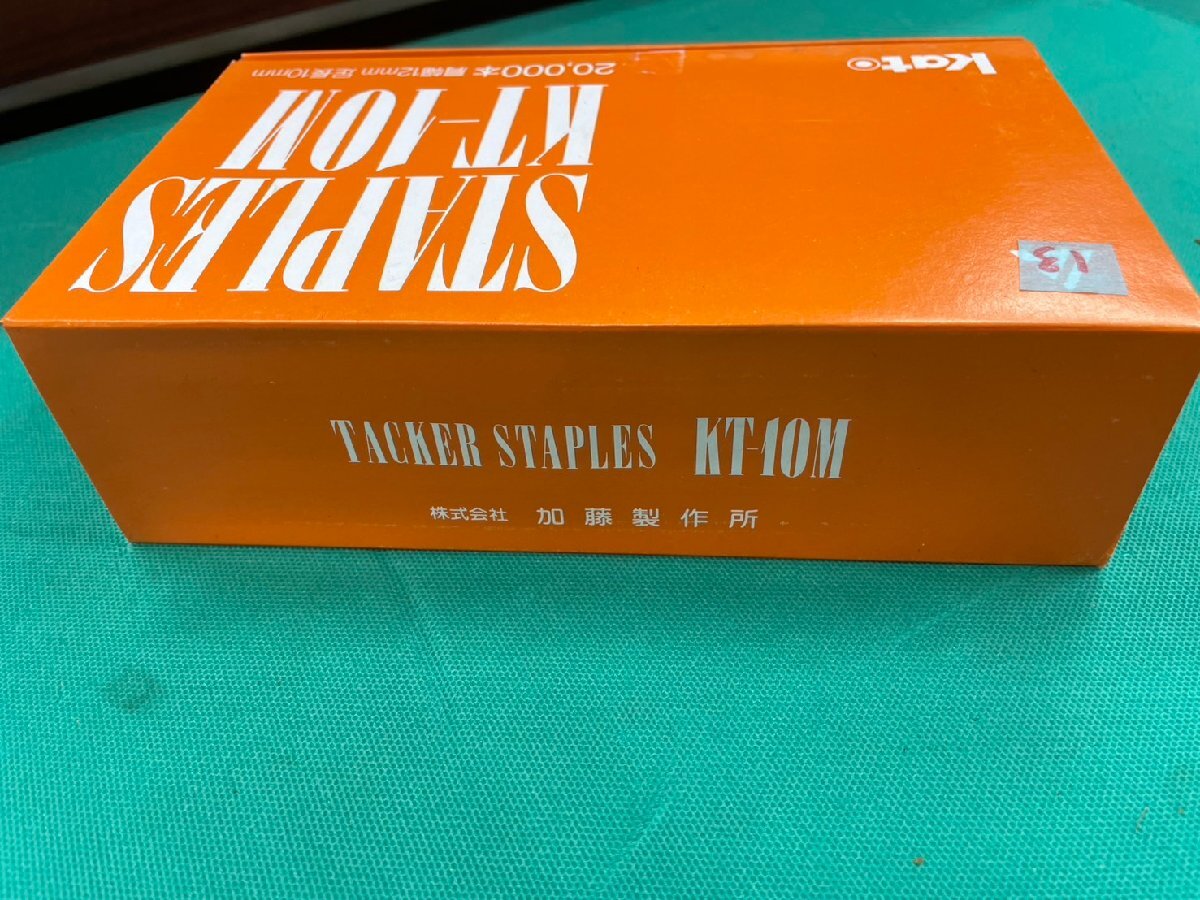 Kato
20,000本 肩幅12mm 足長10mm
KT-10M
STAPLES
13
TACKER STAPLES KT-10M
株式会社 加藤製作所